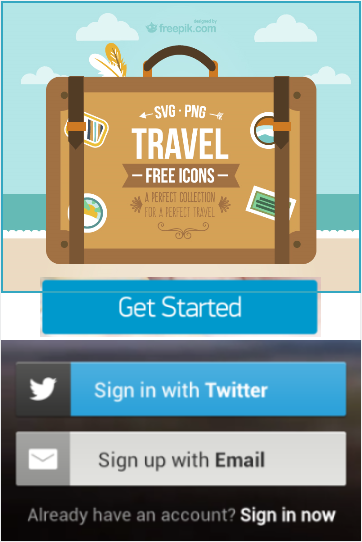 designed by
freepik.com
SVG · PNG
TRAVEL
FREE ICONS
A PERFECT COLLECTION
FOR A PERFECT TRAVEL
Get Started
Sign in with Twitter
Sign up with Email
Already have an account? Sign in now